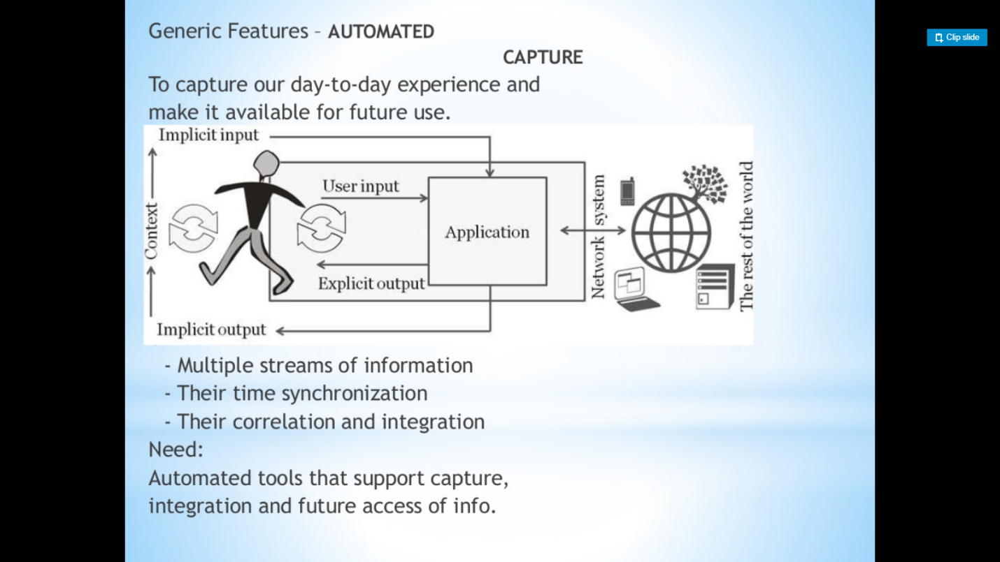 Generic Features – AUTOMATED
CAPTURE
To capture our day-to-day experience and
make it available for future use.
Implicit input
User input
Context
Application
Explicit output
Implicit output
Network system
The rest of the world
- Multiple streams of information
- Their time synchronization
- Their correlation and integration
Need:
Automated tools that support capture,
integration and future access of info.
Clip slide